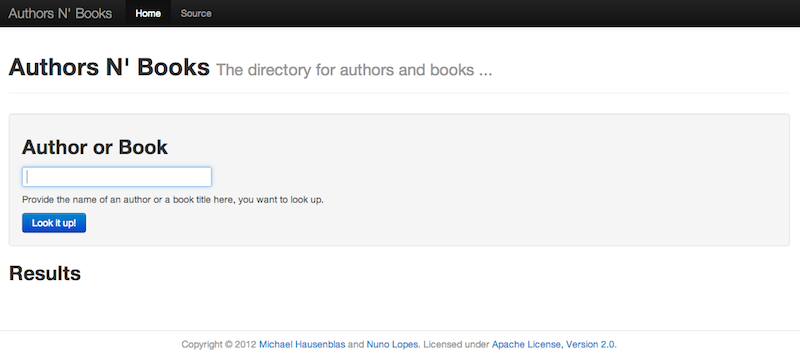 Authors N' Books Home Source
Authors N' Books The directory for authors and books ...
Author or Book
Provide the name of an author or a book title here, you want to look up.
Look it up!
Results
Copyright © 2012 Michael Hausenblas and Nuno Lopes. Licensed under Apache License, Version 2.0.